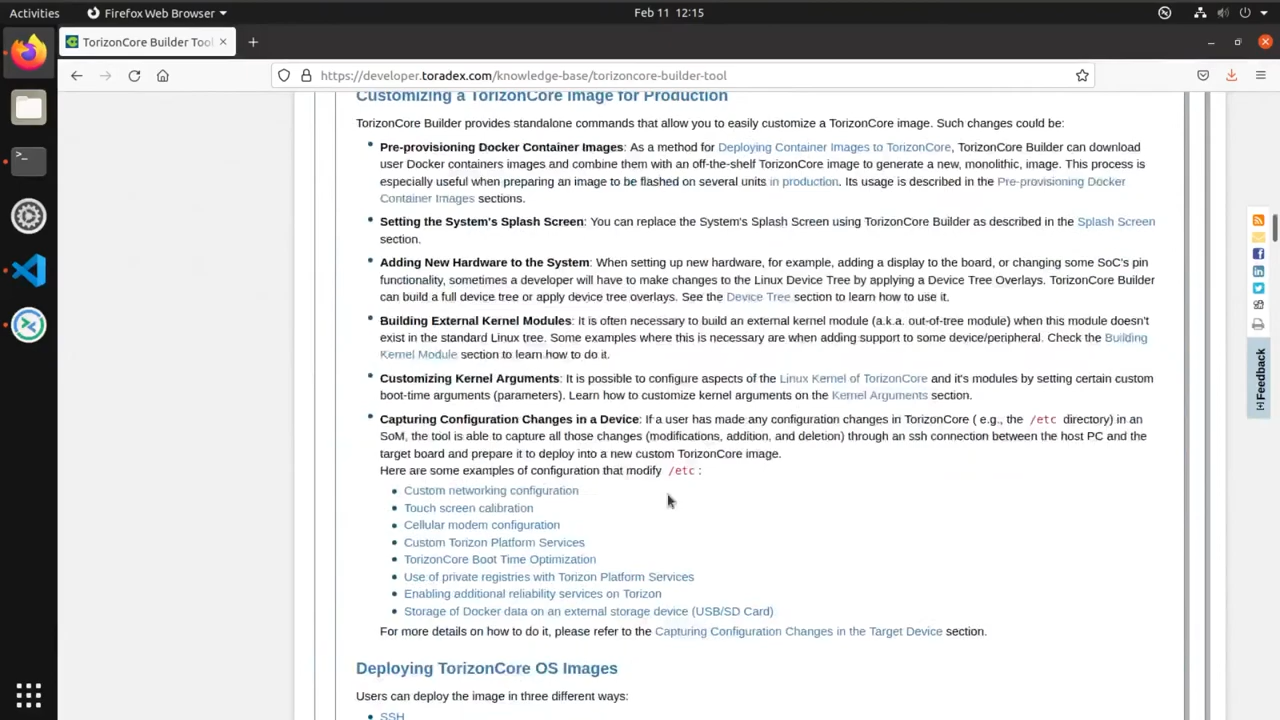 Activities
Firefox Web Browser
Feb 11 12:15
TorizonCore Builder Tool
https://developer.toradex.com/knowledge-base/torizoncore-builder-tool
Customizing a TorizonCore Image for Production
TorizonCore Builder provides standalone commands that allow you to easily customize a TorizonCore image. Such changes could be:
Pre-provisioning Docker Container Images: As a method for Deploying Container Images to TorizonCore, TorizonCore Builder can download
user Docker containers images and combine them with an off-the-shelf TorizonCore image to generate a new, monolithic, image. This process is
especially useful when preparing an image to be flashed on several units in production. Its usage is described in the Pre-provisioning Docker
Container Images sections.
Setting the System's Splash Screen: You can replace the System's Splash Screen using TorizonCore Builder as described in the Splash Screen
section.
Adding New Hardware to the System: When setting up new hardware, for example, adding a display to the board, or changing some SoC's pin
functionality, sometimes a developer will have to make changes to the Linux Device Tree by applying a Device Tree Overlays. TorizonCore Builder
can build a full device tree or apply device tree overlays. See the Device Tree section to learn how to use it.
Building External Kernel Modules: It is often necessary to build an external kernel module (a.k.a. out-of-tree module) when this module doesn't
exist in the standard Linux tree. Some examples where this is necessary are when adding support to some device/peripheral. Check the Building
Kernel Module section to learn how to do it.
Customizing Kernel Arguments: It is possible to configure aspects of the Linux Kernel of TorizonCore and it's modules by setting certain custom
boot-time arguments (parameters). Learn how to customize kernel arguments on the Kernel Arguments section.
Capturing Configuration Changes in a Device: If a user has made any configuration changes in TorizonCore ( e.g., the /etc directory) in an
SoM, the tool is able to capture all those changes (modifications, addition, and deletion) through an ssh connection between the host PC and the
target board and prepare it to deploy into a new custom TorizonCore image.
Here are some examples of configuration that modify /etc :
Custom networking configuration
Touch screen calibration
Cellular modem configuration
Custom Torizon Platform Services
TorizonCore Boot Time Optimization
Use of private registries with Torizon Platform Services
Enabling additional reliability services on Torizon
Storage of Docker data on an external storage device (USB/SD Card)
For more details on how to do it, please refer to the Capturing Configuration Changes in the Target Device section.
Deploying TorizonCore OS Images
Users can deploy the image in three different ways:
SSH
[+]Feedback